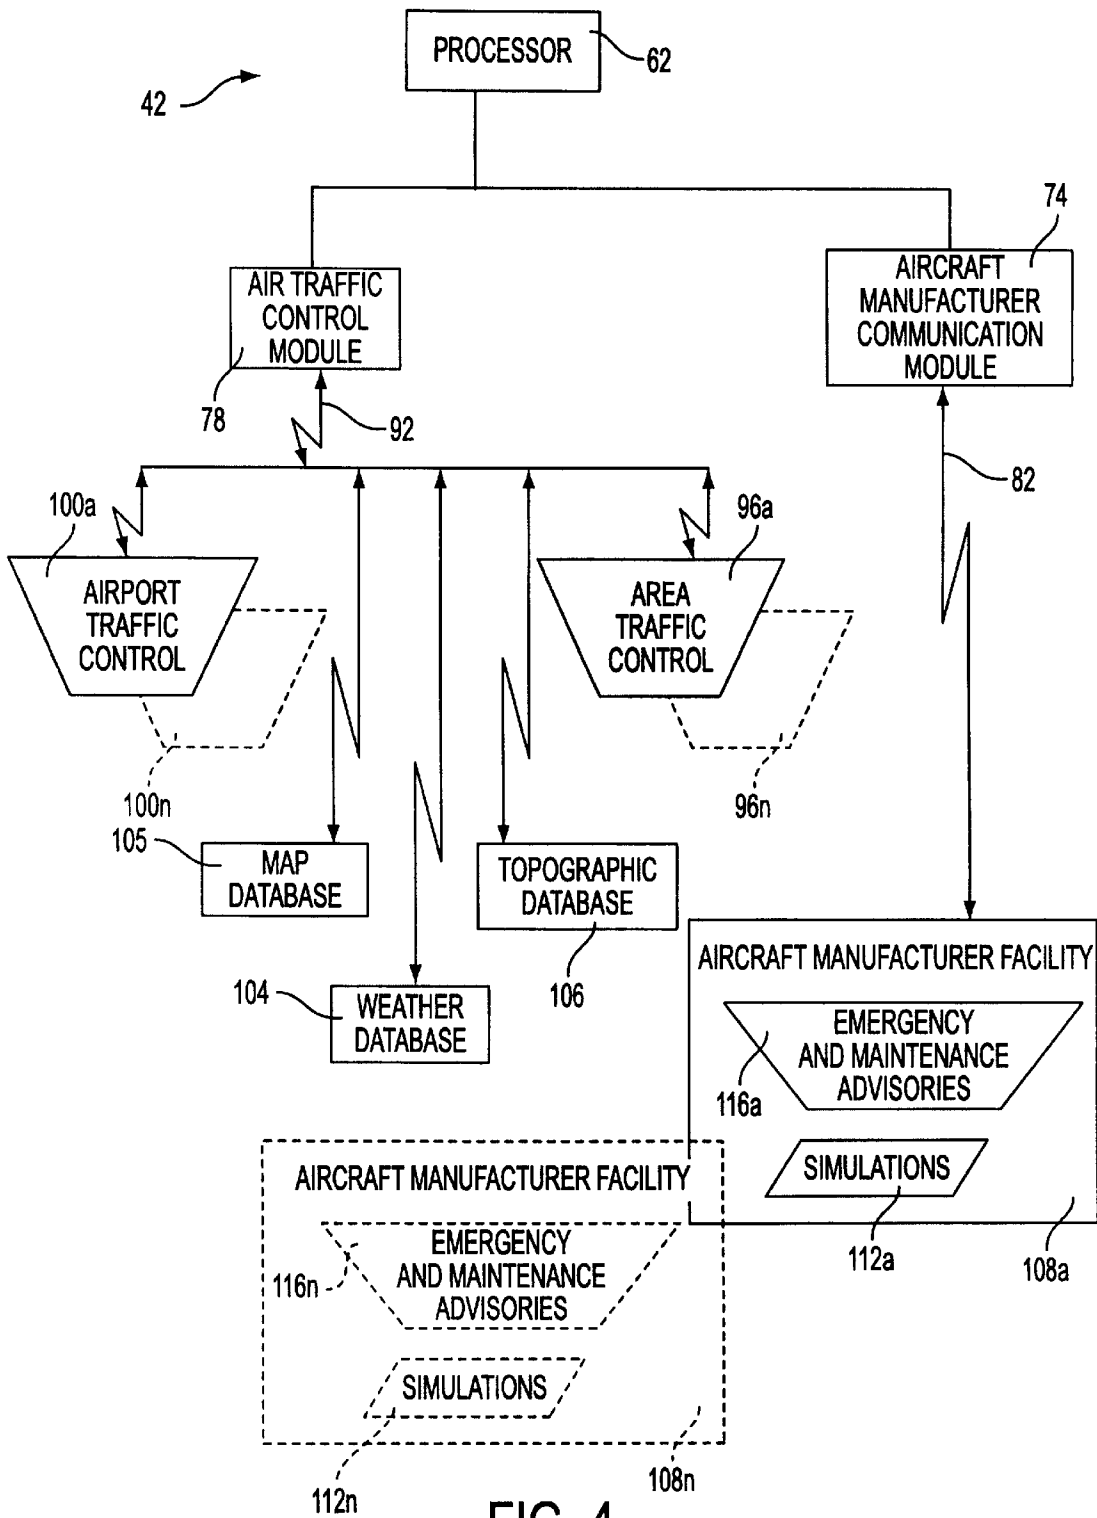 PROCESSOR
62
42
74
AIR TRAFFIC
CONTROL
MODULE
AIRCRAFT
MANUFACTURER
COMMUNICATION
MODULE
78
92
82
100a
96a
AIRPORT
TRAFFIC
CONTROL
AREA
TRAFFIC
CONTROL
100n
96n
105
MAP
DATABASE
TOPOGRAPHIC
DATABASE
106
104
WEATHER
DATABASE
AIRCRAFT MANUFACTURER FACILITY
EMERGENCY
AND MAINTENANCE
ADVISORIES
116a
SIMULATIONS
112a
108a
AIRCRAFT MANUFACTURER FACILITY
EMERGENCY
AND MAINTENANCE
ADVISORIES
116n
SIMULATIONS
112n
108n
FIG. 4